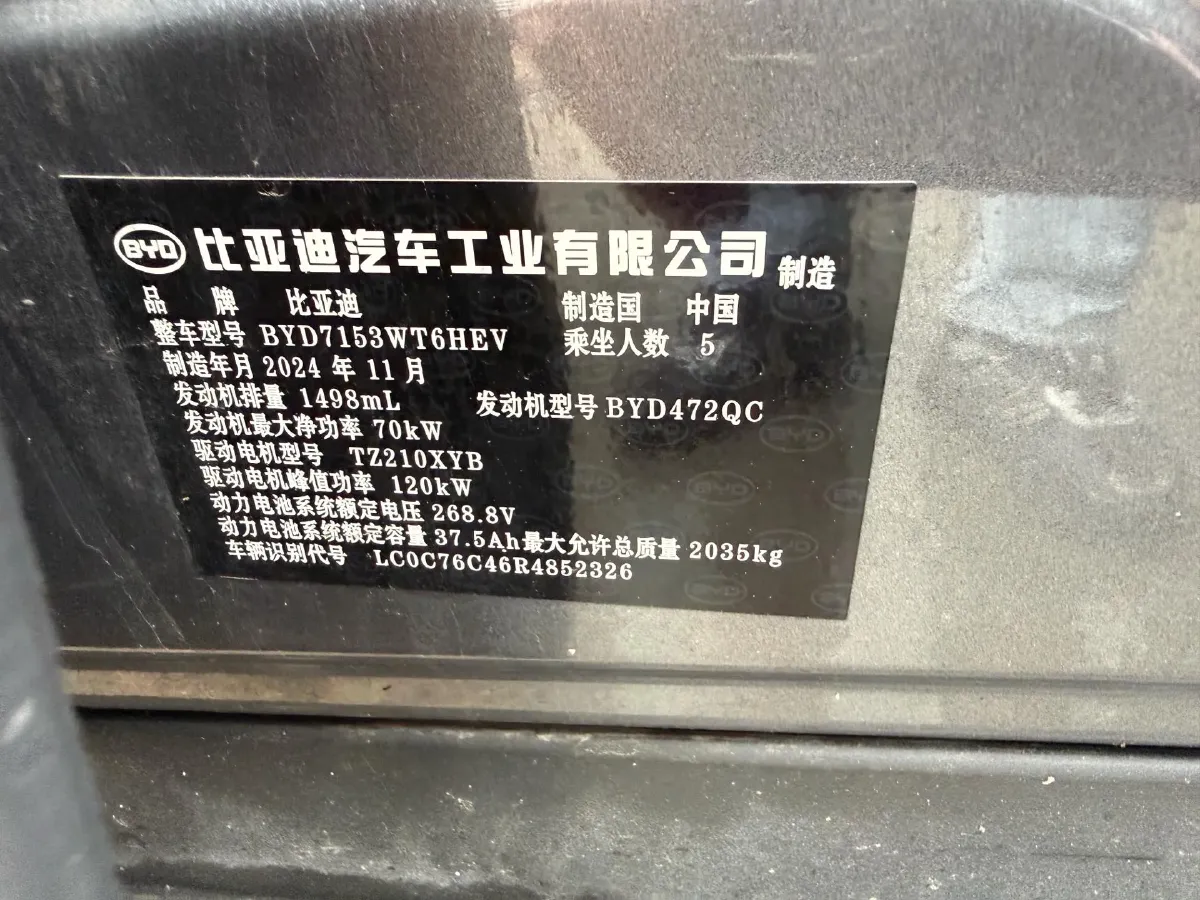 BYD 比亚迪汽车工业有限公司 制造
品牌 比亚迪 制造国 中国
整车型号 BYD7153WT6HEV 乘坐人数 5
制造年月 2024 年 11 月
发动机排量 1498mL 发动机型号 BYD472QC
发动机最大净功率 70kW
驱动电机型号 TZ210XYB
驱动电机峰值功率 120kW
动力电池系统额定电压 268.8V
动力电池系统额定容量 37.5Ah 最大允许总质量 2035kg
车辆识别代号 LC0C76C46R4852326